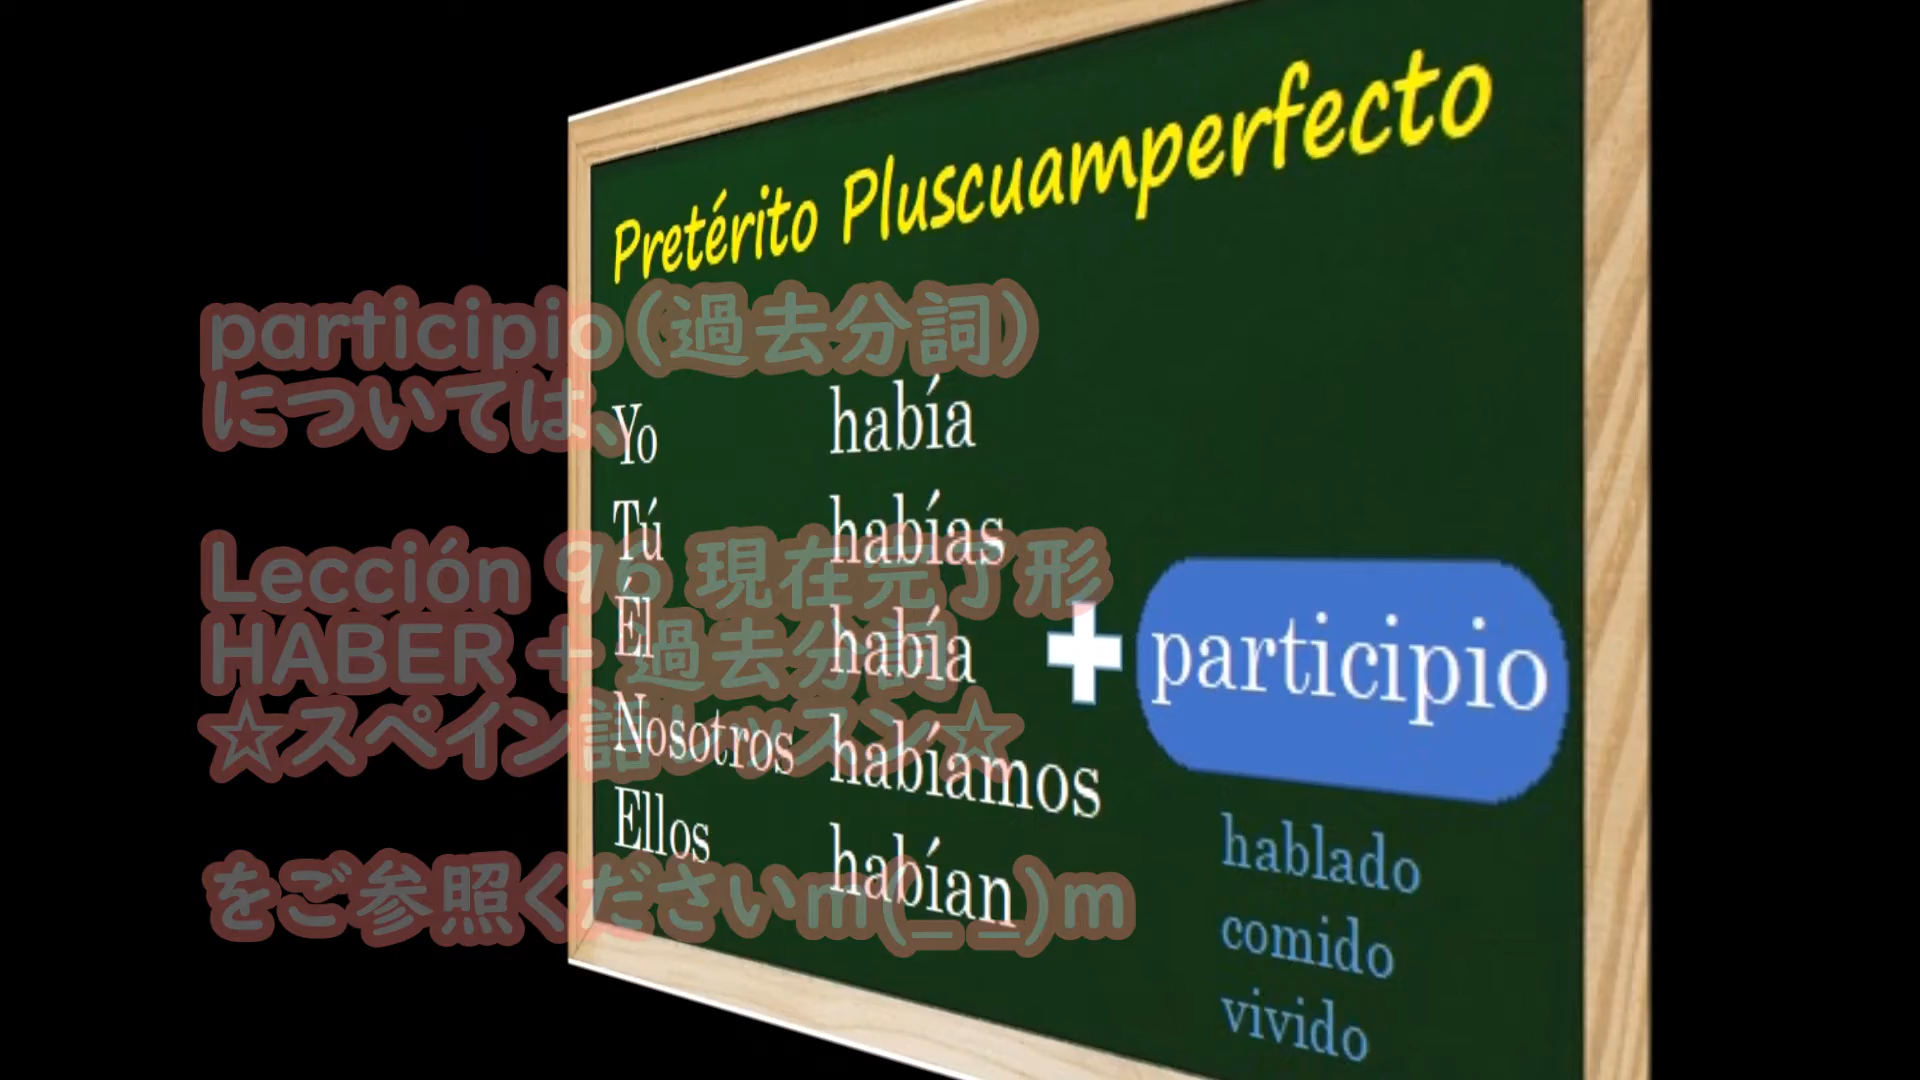 Pretérito Pluscuamperfecto
participio(過去分詞)
については、
Lección 96 現在完了形
HABER + 過去分詞
☆スペイン語レッスン☆
をご参照くださいm(_ _)m
Yo había
Tú habías
Él había
Nosotros habíamos
Ellos habían
+ participio
hablado
comido
vivido